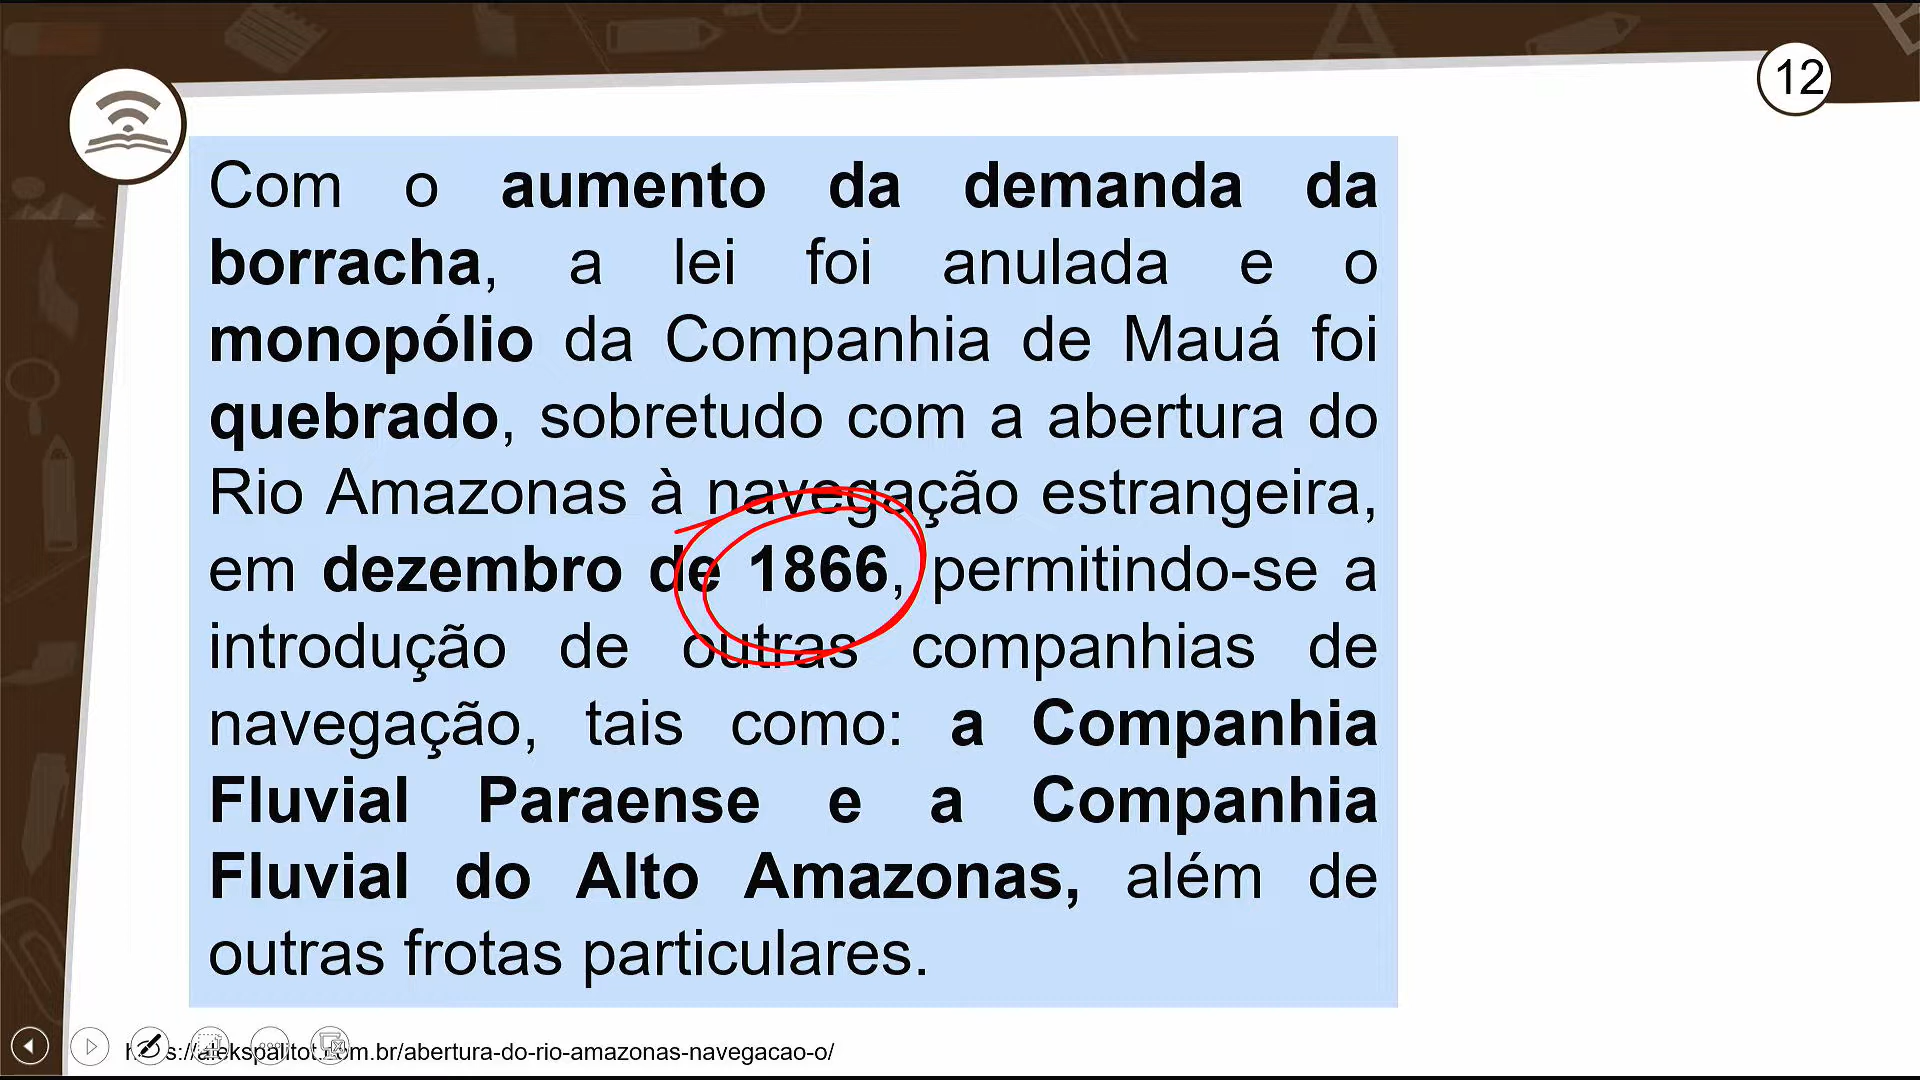 12
Com o aumento da demanda da
borracha, a lei foi anulada e o
monopólio da Companhia de Mauá foi
quebrado, sobretudo com a abertura do
Rio Amazonas à navegação estrangeira,
em dezembro de 1866, permitindo-se a
introdução de outras companhias de
navegação, tais como: a Companhia
Fluvial Paraense e a Companhia
Fluvial do Alto Amazonas, além de
outras frotas particulares.
https://alekspalitot.com.br/abertura-do-rio-amazonas-navegacao-o/